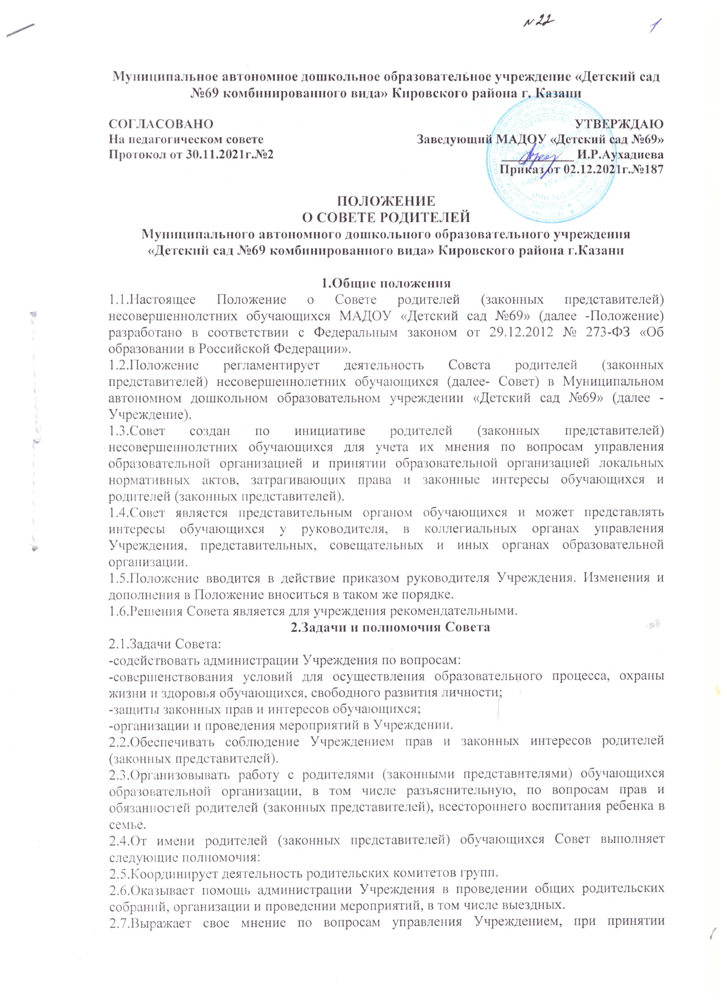 №22
1
Муниципальное автономное дошкольное образовательное учреждение «Детский сад
№69 комбинированного вида» Кировского района г. Казани
СОГЛАСОВАНО
На педагогическом совете
Протокол от 30.11.2021г.№2
УТВЕРЖДАЮ
Заведующий МАДОУ «Детский сад №69»
___________ И.Р.Аухадиева
Приказ от 02.12.2021г.№187
ПОЛОЖЕНИЕ
О СОВЕТЕ РОДИТЕЛЕЙ
Муниципального автономного дошкольного образовательного учреждения
«Детский сад №69 комбинированного вида» Кировского района г.Казани
1.Общие положения
1.1.Настоящее Положение о Совете родителей (законных представителей)
несовершеннолетних обучающихся МАДОУ «Детский сад №69» (далее -Положение)
разработано в соответствии с Федеральным законом от 29.12.2012 № 273-ФЗ «Об
образовании в Российской Федерации».
1.2.Положение регламентирует деятельность Совета родителей (законных
представителей) несовершеннолетних обучающихся (далее- Совет) в Муниципальном
автономном дошкольном образовательном учреждении «Детский сад №69» (далее -
Учреждение).
1.3.Совет создан по инициативе родителей (законных представителей)
несовершеннолетних обучающихся для учета их мнения по вопросам управления
образовательной организацией и принятии образовательной организацией локальных
нормативных актов, затрагивающих права и законные интересы обучающихся и
родителей (законных представителей).
1.4.Совет является представительным органом обучающихся и может представлять
интересы обучающихся у руководителя, в коллегиальных органах управления
Учреждения, представительных, совещательных и иных органах образовательной
организации.
1.5.Положение вводится в действие приказом руководителя Учреждения. Изменения и
дополнения в Положение вноситься в таком же порядке.
1.6.Решения Совета является для учреждения рекомендательными.
2.Задачи и полномочия Совета
2.1.Задачи Совета:
-содействовать администрации Учреждения по вопросам:
-совершенствования условий для осуществления образовательного процесса, охраны
жизни и здоровья обучающихся, свободного развития личности;
-защиты законных прав и интересов обучающихся;
-организации и проведения мероприятий в Учреждении.
2.2.Обеспечивать соблюдение Учреждением прав и законных интересов родителей
(законных представителей).
2.3.Организовывать работу с родителями (законными представителями) обучающихся
образовательной организации, в том числе разъяснительную, по вопросам прав и
обязанностей родителей (законных представителей), всестороннего воспитания ребенка в
семье.
2.4.От имени родителей (законных представителей) обучающихся Совет выполняет
следующие полномочия:
2.5.Координирует деятельность родительских комитетов групп.
2.6.Оказывает помощь администрации Учреждения в проведении общих родительских
собраний, организации и проведении мероприятий, в том числе выездных.
2.7.Выражает свое мнение по вопросам управления Учреждением, при принятии